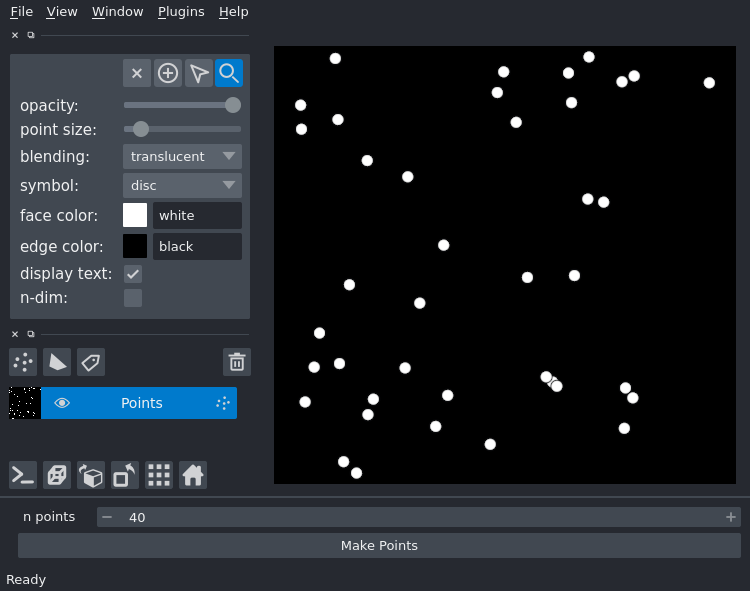 File View Window Plugins Help
opacity:
point size:
blending: translucent
symbol: disc
face color: white
edge color: black
display text:
n-dim:
Points
n points 40
Make Points
Ready